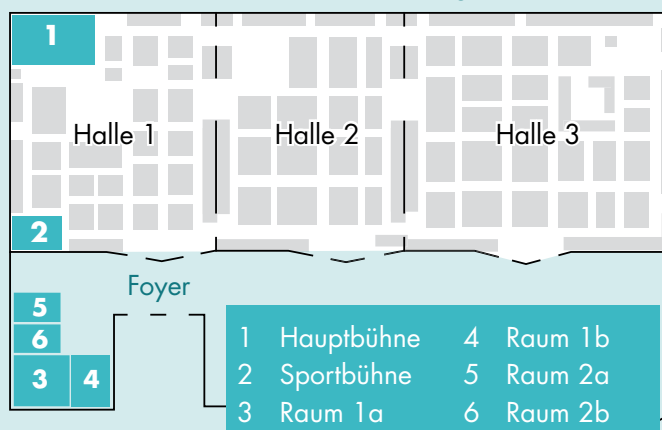 1
Halle 1
Halle 2
Halle 3
2
Foyer
5
6
3
4
1 Hauptbühne
4 Raum 1b
2 Sportbühne
5 Raum 2a
3 Raum 1a
6 Raum 2b